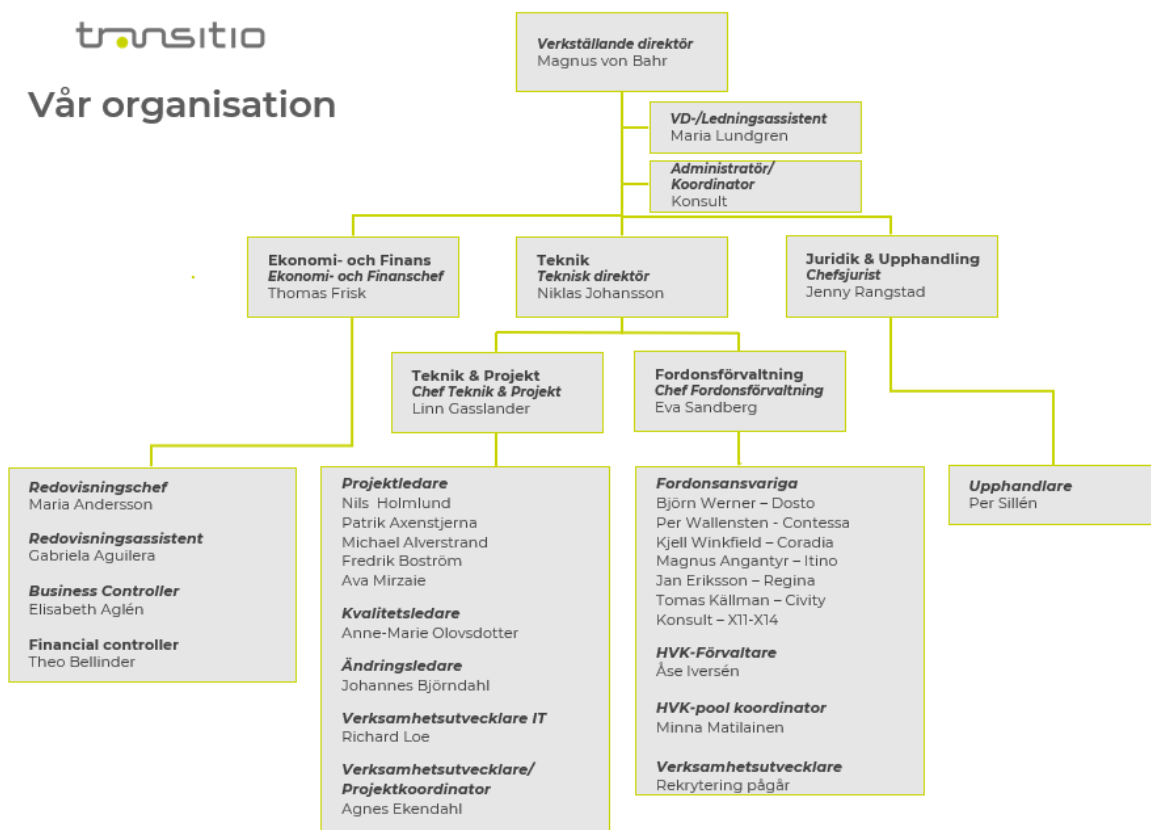 transitio
Vår organisation
Verkställande direktör
Magnus von Bahr
VD-/Ledningsassistent
Maria Lundgren
Administratör/
Koordinator
Konsult
Ekonomi- och Finans
Ekonomi- och Finanschef
Thomas Frisk
Teknik
Teknisk direktör
Niklas Johansson
Juridik & Upphandling
Chefsjurist
Jenny Rangstad
Teknik & Projekt
Chef Teknik & Projekt
Linn Gasslander
Fordonsförvaltning
Chef Fordonsförvaltning
Eva Sandberg
Redovisningschef
Maria Andersson
Redovisningsassistent
Gabriela Aguilera
Business Controller
Elisabeth Aglén
Financial controller
Theo Bellinder
Projektledare
Nils Holmlund
Patrik Axenstjerna
Michael Alverstrand
Fredrik Boström
Ava Mirzaie
Kvalitetsledare
Anne-Marie Olovsdotter
Ändringsledare
Johannes Björndahl
Verksamhetsutvecklare IT
Richard Loe
Verksamhetsutvecklare/
Projektkoordinator
Agnes Ekendahl
Fordonsansvariga
Björn Werner – Dosto
Per Wallensten - Contessa
Kjell Winkfield – Coradia
Magnus Angantyr – Itino
Jan Eriksson – Regina
Tomas Källman – Civity
Konsult – X11-X14
HVK-Förvaltare
Åse Iversén
HVK-pool koordinator
Minna Matilainen
Verksamhetsutvecklare
Rekrytering pågår
Upphandlare
Per Sillén